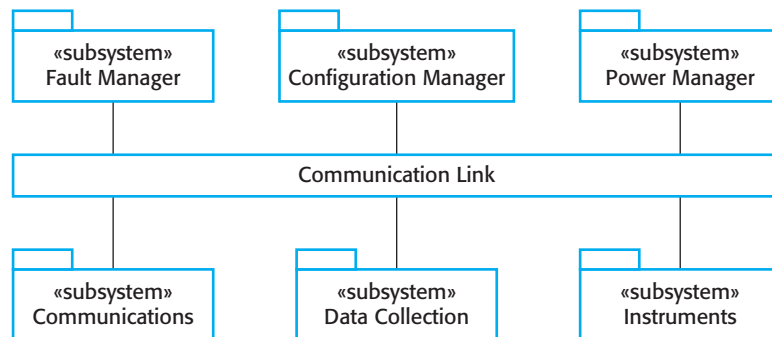 «subsystem»
Fault Manager
«subsystem»
Configuration Manager
«subsystem»
Power Manager
Communication Link
«subsystem»
Communications
«subsystem»
Data Collection
«subsystem»
Instruments